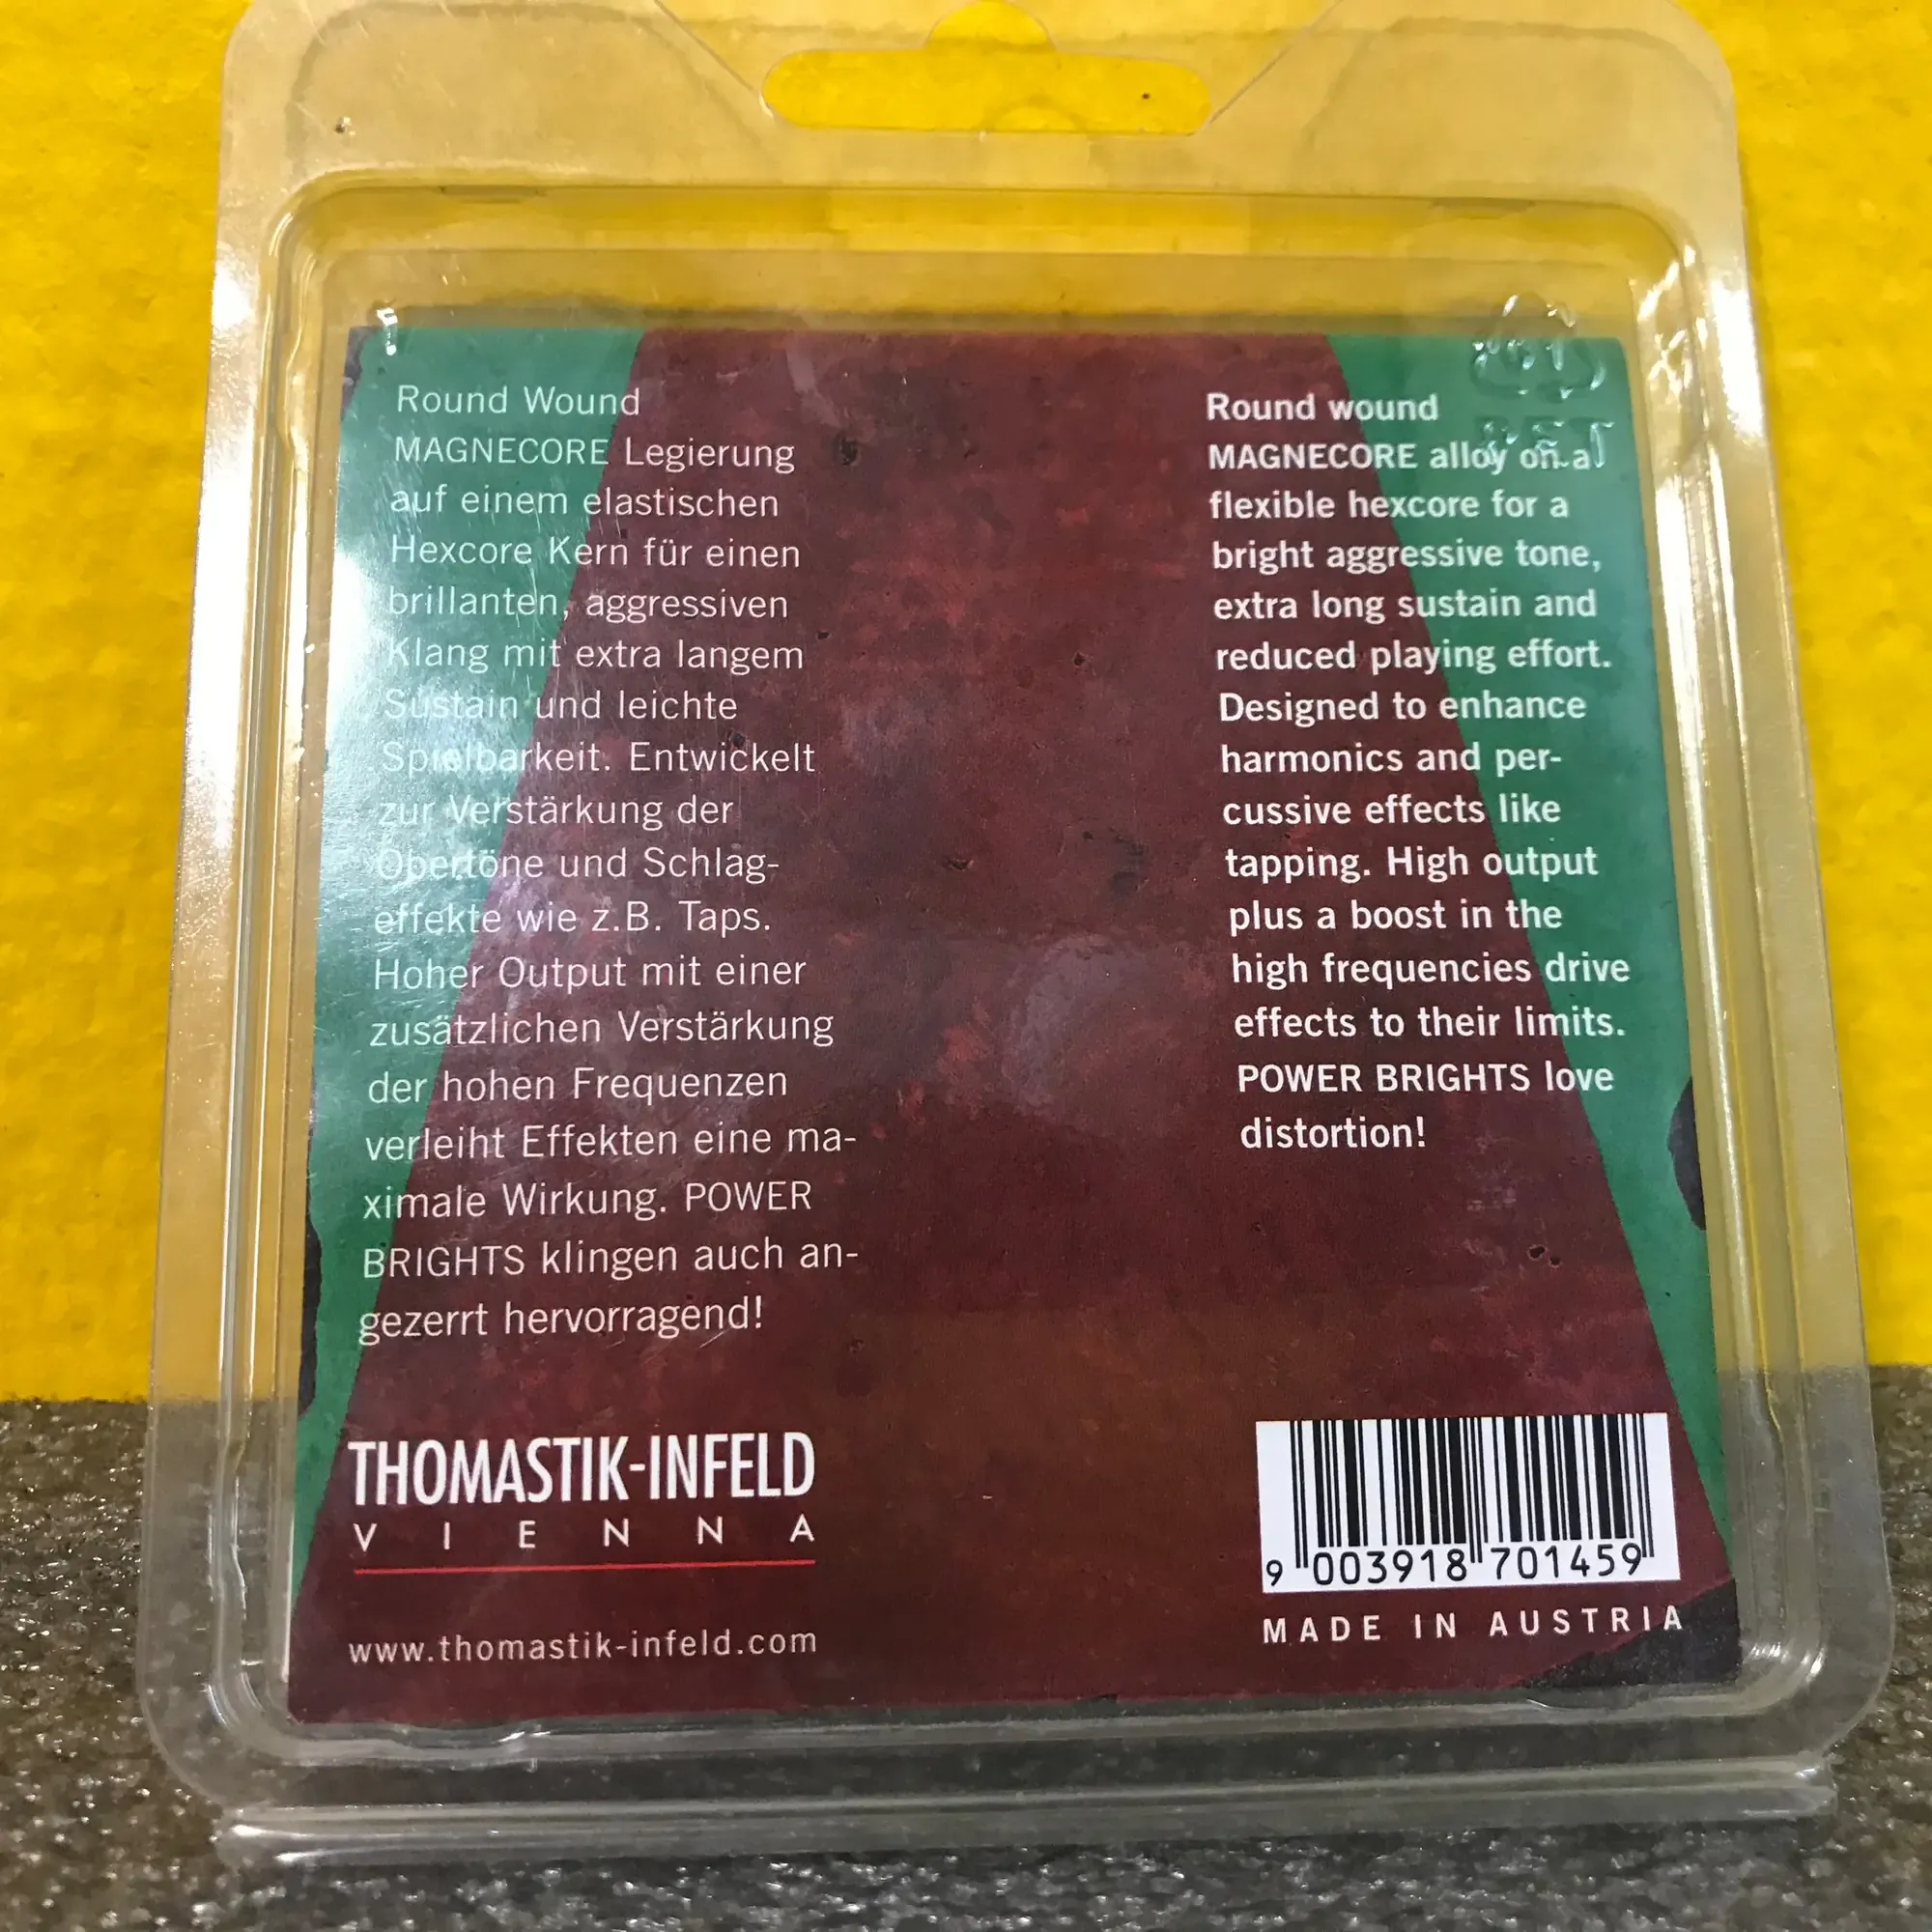 Round Wound
MAGNECORE Legierung
auf einem elastischen
Hexcore Kern für einen
brillanten, aggressiven
Klang mit extra langem
Sustain und leichte
Spielbarkeit. Entwickelt
zur Verstärkung der
Obertöne und Schlag-
effekte wie z.B. Taps.
Hoher Output mit einer
zusätzlichen Verstärkung
der hohen Frequenzen
verleiht Effekten eine ma-
ximale Wirkung. POWER
BRIGHTS klingen auch an-
gezerrt hervorragend!
THOMASTIK-INFELD
VIENNA
www.thomastik-infeld.com
Round wound
MAGNECORE alloy on a
flexible hexcore for a
bright aggressive tone,
extra long sustain and
reduced playing effort.
Designed to enhance
harmonics and per-
cussive effects like
tapping. High output
plus a boost in the
high frequencies drive
effects to their limits.
POWER BRIGHTS love
distortion!
9 003918 701459
MADE IN AUSTRIA